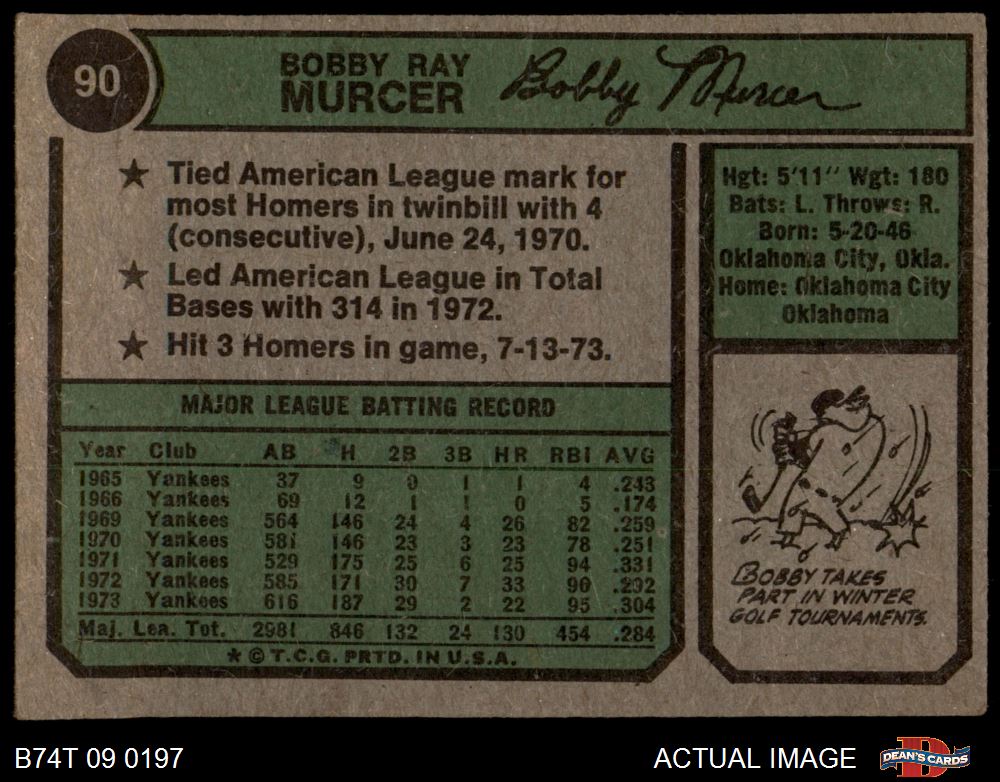 90
BOBBY RAY
MURCER
Bobby Murcer
★ Tied American League mark for
most Homers in twinbill with 4
(consecutive), June 24, 1970.
★ Led American League in Total
Bases with 314 in 1972.
★ Hit 3 Homers in game, 7-13-73.
Hgt: 5'11" Wgt: 180
Bats: L. Throws: R.
Born: 5-20-46
Oklahoma City, Okla.
Home: Oklahoma City
Oklahoma
MAJOR LEAGUE BATTING RECORD
Year Club AB H 2B 3B HR RBI AVG
1965 Yankees 37 9 0 1 1 4 .243
1966 Yankees 69 12 1 1 0 5 .174
1969 Yankees 564 146 24 4 26 82 .259
1970 Yankees 581 146 23 3 23 78 .251
1971 Yankees 529 175 25 6 25 94 .331
1972 Yankees 585 171 30 7 33 96 .292
1973 Yankees 616 187 29 2 22 95 .304
Maj. Lea. Tot. 2981 846 132 24 130 454 .284
★ © T.C.G. PRTD. IN U.S.A.
BOBBY TAKES
PART IN WINTER
GOLF TOURNAMENTS.
B74T 09 0197
ACTUAL IMAGE
D
DEAN'S CARDS